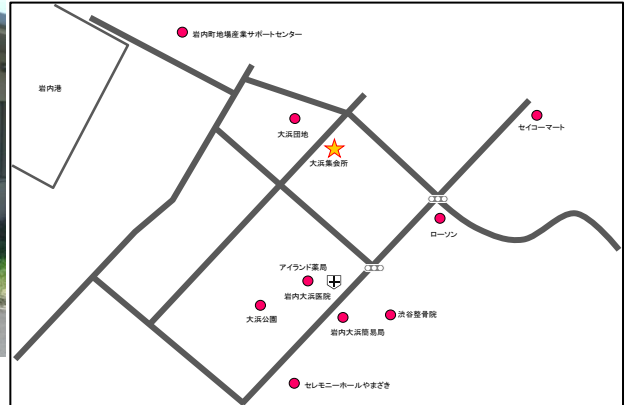 岩内町地場産業サポートセンター
岩内港
セイコーマート
大浜団地
大浜集会所
ローソン
アイランド薬局
岩内大浜医院
大浜公園
渋谷整骨院
岩内大浜簡易局
セレモニーホールやまざき